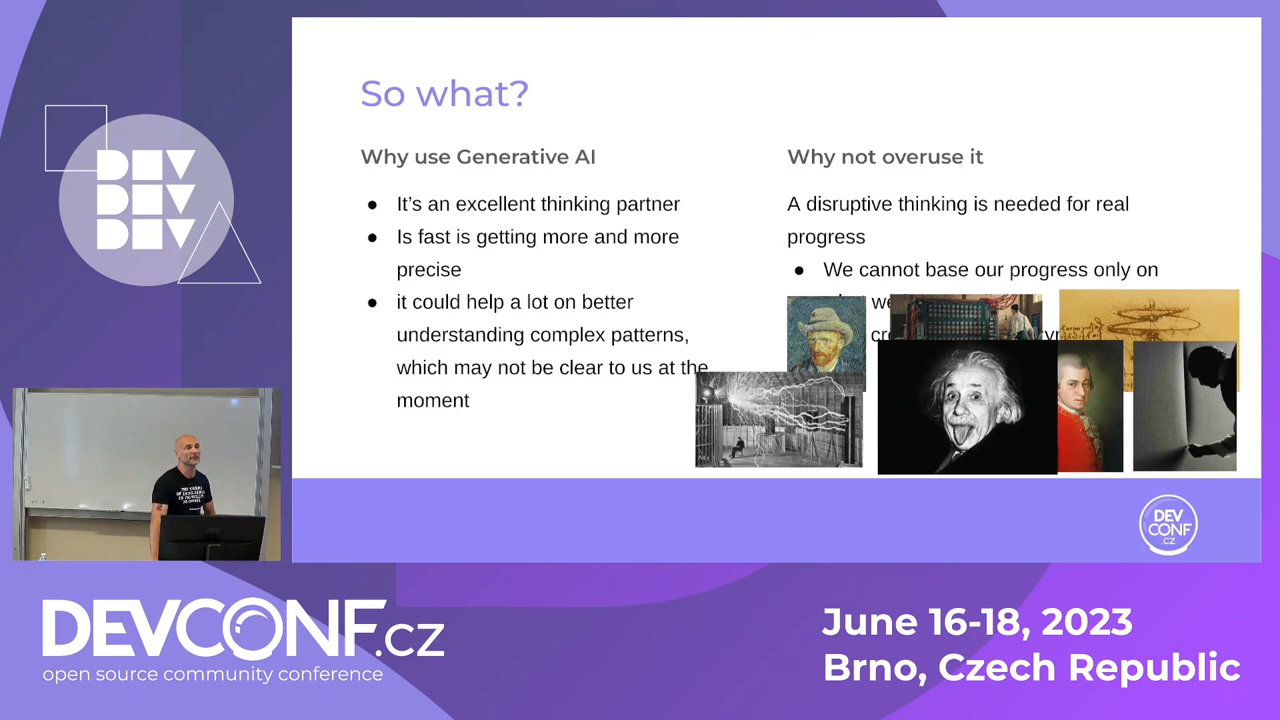 DEV
DEV
DEV
So what?
Why use Generative AI
● It's an excellent thinking partner
● Is fast is getting more and more
precise
● it could help a lot on better
understanding complex patterns,
which may not be clear to us at the
moment
Why not overuse it
A disruptive thinking is needed for real
progress
● We cannot base our progress only on
we
DEV
CONF
.CZ
DEVCONF.cz
open source community conference
June 16-18, 2023
Brno, Czech Republic